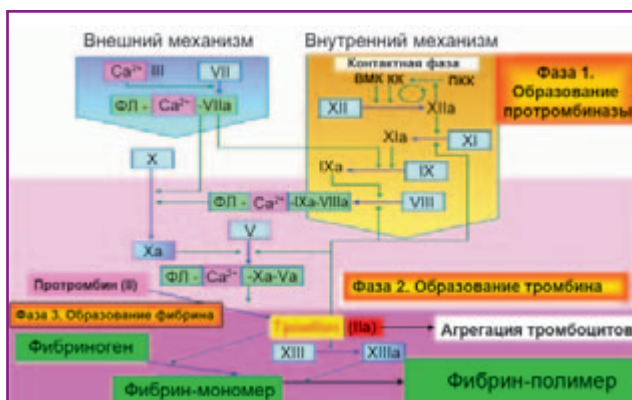 Внешний механизм
Внутренний механизм
Ca²⁺ III
VII
ФЛ - Ca²⁺ -VIIa
Контактная фаза
ВМК КК ПКК
XII
XIIa
XIa
XI
IXa
IX
ФЛ - Ca²⁺ -IXa-VIIIa
VIII
Фаза 1.
Образование
протромбиназы
X
Xa
V
ФЛ - Ca²⁺ -Xa-Va
Протромбин (II)
Фаза 2. Образование тромбина
Фаза 3. Образование фибрина
Тромбин (IIa)
Агрегация тромбоцитов
Фибриноген
XIII
XIIIa
Фибрин-мономер
Фибрин-полимер